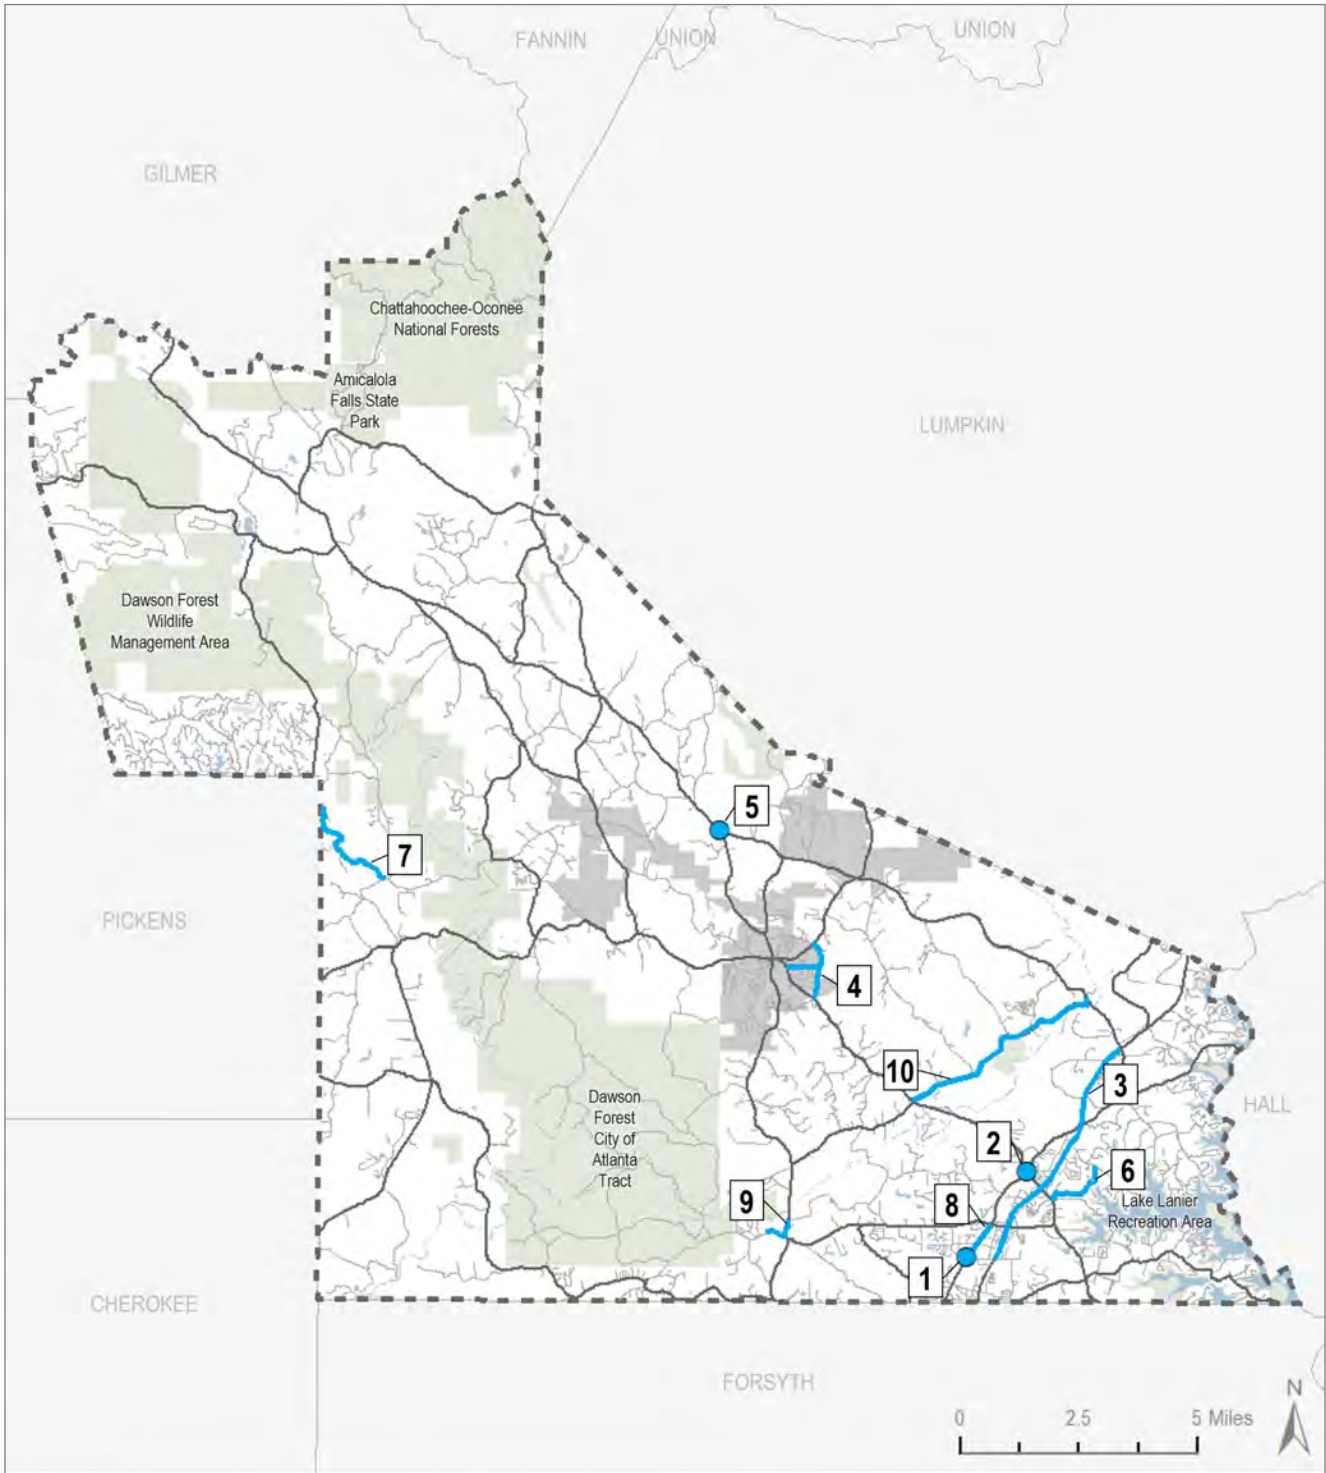 FANNIN
UNION
UNION
GILMER
Chattahoochee-Oconee
National Forests
Amicalola
Falls State
Park
LUMPKIN
Dawson Forest
Wildlife
Management Area
5
7
PICKENS
4
10
3
Dawson
Forest
City of
Atlanta
Tract
HALL
2
6
9
8
Lake Lanier
Recreation Area
1
CHEROKEE
FORSYTH
N
0
2.5
5 Miles